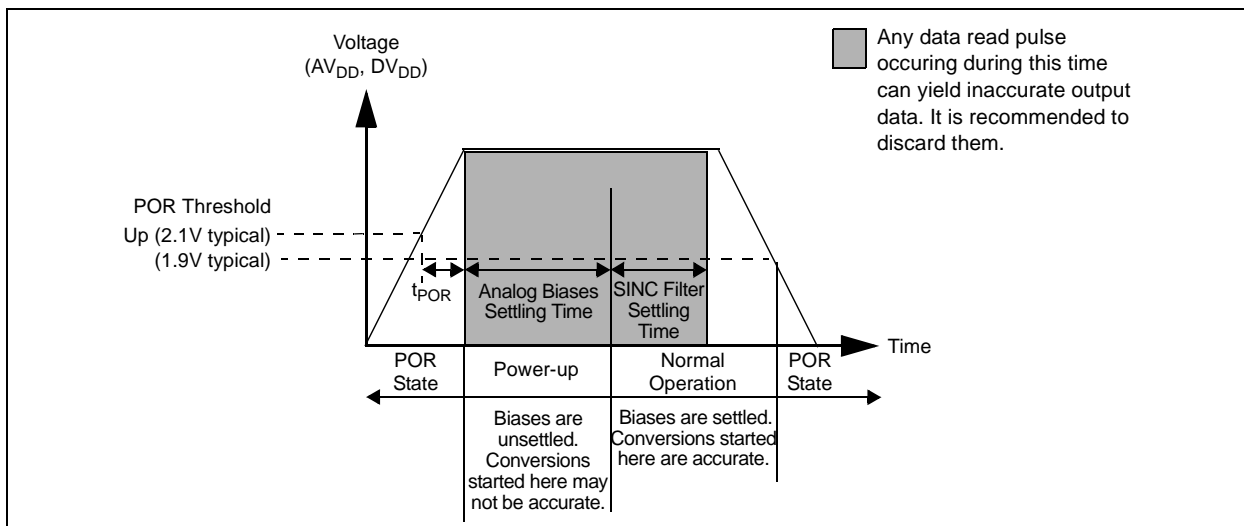 Voltage
(AVDD, DVDD)
Any data read pulse
occuring during this time
can yield inaccurate output
data. It is recommended to
discard them.
POR Threshold
Up (2.1V typical)
(1.9V typical)
tPOR
Analog Biases
Settling Time
SINC Filter
Settling
Time
Time
POR
State
Power-up
Normal
Operation
POR
State
Biases are
unsettled.
Conversions
started here may
not be accurate.
Biases are settled.
Conversions started
here are accurate.